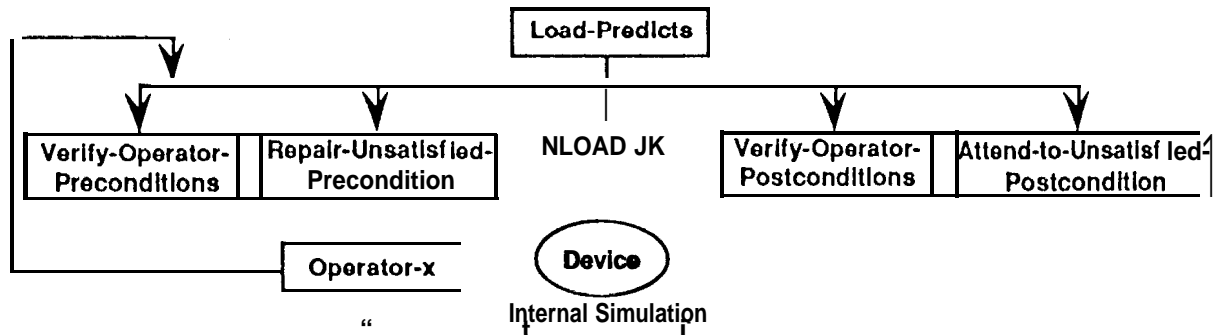 Load-Predicts
Verify-Operator-
Preconditions
Repair-Unsatisfied-
Precondition
NLOAD JK
Verify-Operator-
Postconditions
Attend-to-Unsatisfied-
Postcondition
Operator-x
Device
Internal Simulation
“